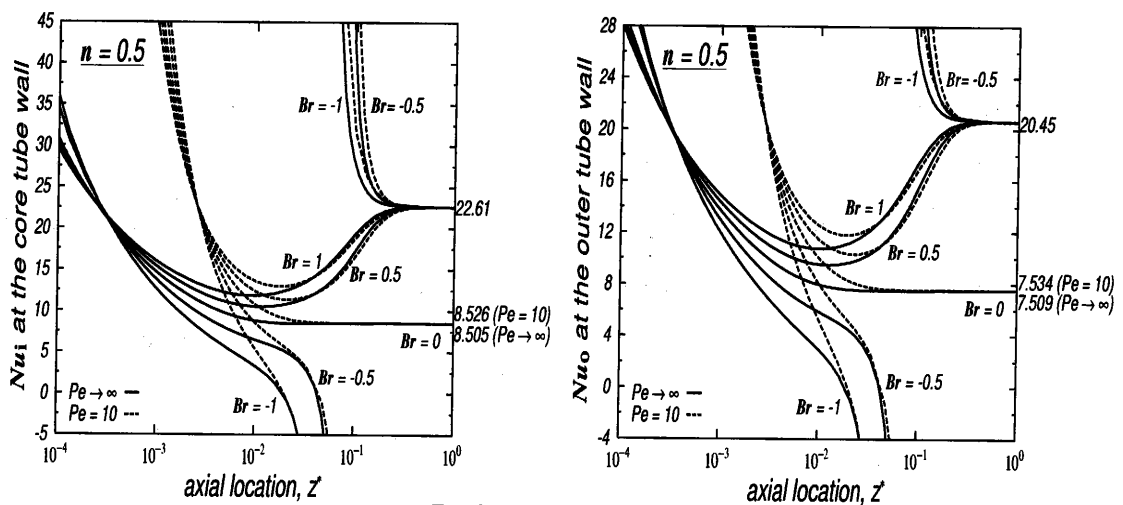 45
40
35
30
25
20
15
10
5
0
-5
Nui at the core tube wall
n = 0.5
Br = -1
Br= -0.5
22.61
Br = 1
Br = 0.5
8.526 (Pe = 10)
8.505 (Pe→∞)
Br = 0
Br = -0.5
Br = -1
Pe→∞
Pe = 10
10⁻⁴
10⁻³
10⁻²
10⁻¹
10⁰
axial location, z*
28
24
20
16
12
8
4
0
-4
Nuo at the outer tube wall
n = 0.5
Br = -1
Br= -0.5
20.45
Br = 1
Br = 0.5
7.534 (Pe = 10)
7.509 (Pe→∞)
Br = 0
Br = -0.5
Br = -1
Pe→∞
Pe = 10
10⁻⁴
10⁻³
10⁻²
10⁻¹
10⁰
axial location, z*